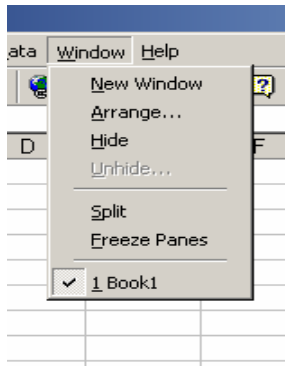 ata Window Help
New Window
?
Arrange...
Hide
D F
Unhide...
Split
Freeze Panes
1 Book1